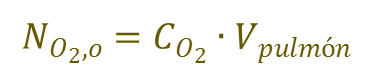 N_{O_2,o} = C_{O_2} · V_{pulmón}